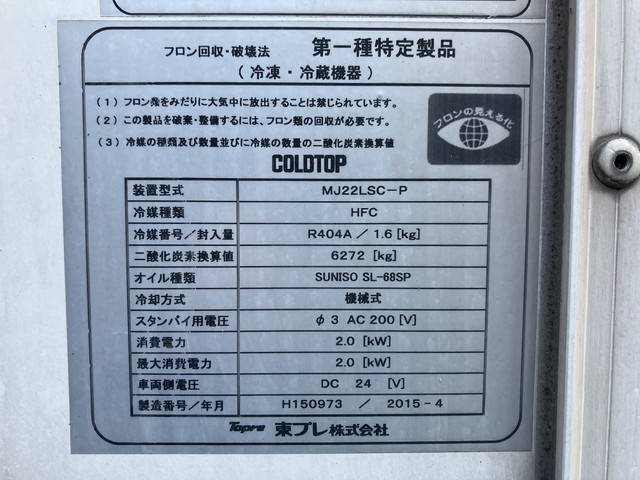 フロン回収・破壊法 第一種特定製品
(冷凍・冷蔵機器)
(1) フロン類をみだりに大気中に放出することは禁じられています。
(2) この製品を破棄・整備するには、フロン類の回収が必要です。
(3) 冷媒の種類及び数量並びに冷媒の数量の二酸化炭素換算値
フロンの見える化
COLDTOP
装置型式 MJ22LSC-P
冷媒種類 HFC
冷媒番号/封入量 R404A / 1.6 [kg]
二酸化炭素換算値 6272 [kg]
オイル種類 SUNISO SL-68SP
冷却方式 機械式
スタンバイ用電圧 φ3 AC200 [V]
消費電力 2.0 [kW]
最大消費電力 2.0 [kW]
車両側電圧 DC 24 [V]
製造番号/年月 H150973 / 2015-4
Topre 東プレ株式会社